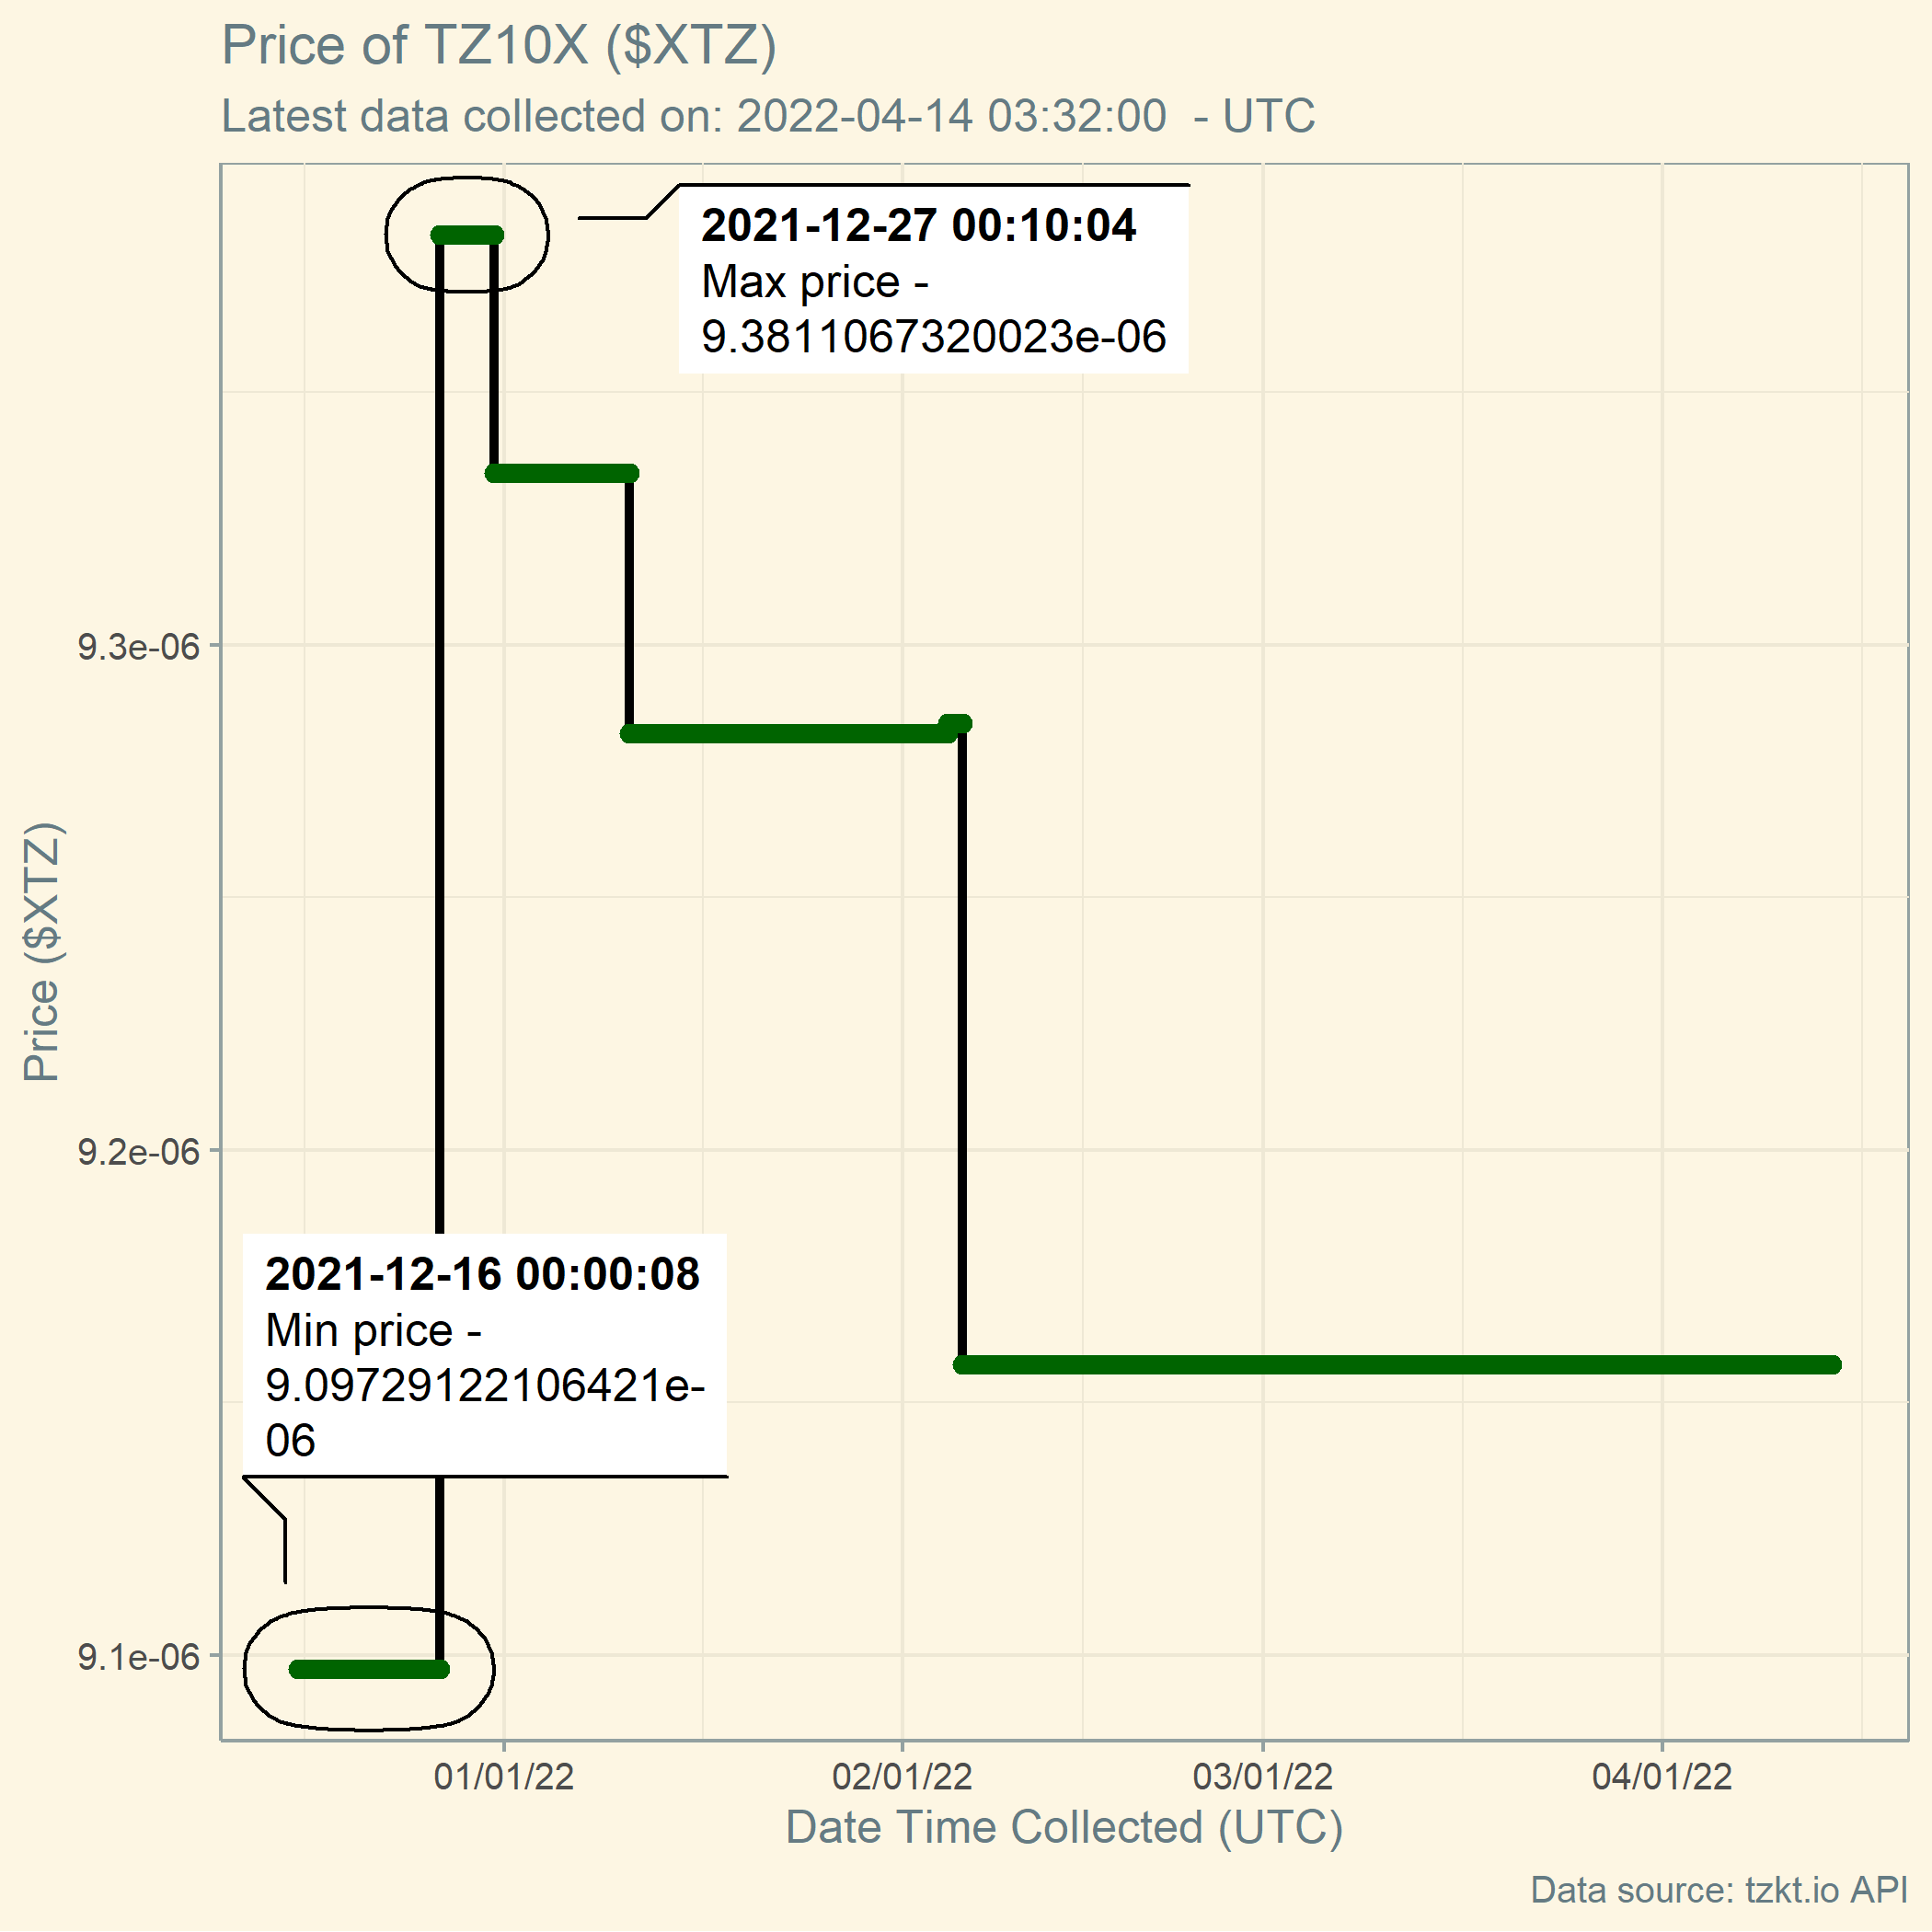 Price of TZ10X ($XTZ)
Latest data collected on: 2022-04-14 03:32:00  - UTC
2021-12-27 00:10:04
Max price -
9.3811067320023e-06
9.3e-06
Price ($XTZ)
9.2e-06
2021-12-16 00:00:08
Min price -
9.09729122106421e-
06
9.1e-06
01/01/22 02/01/22 03/01/22 04/01/22
Date Time Collected (UTC)
Data source: tzkt.io API